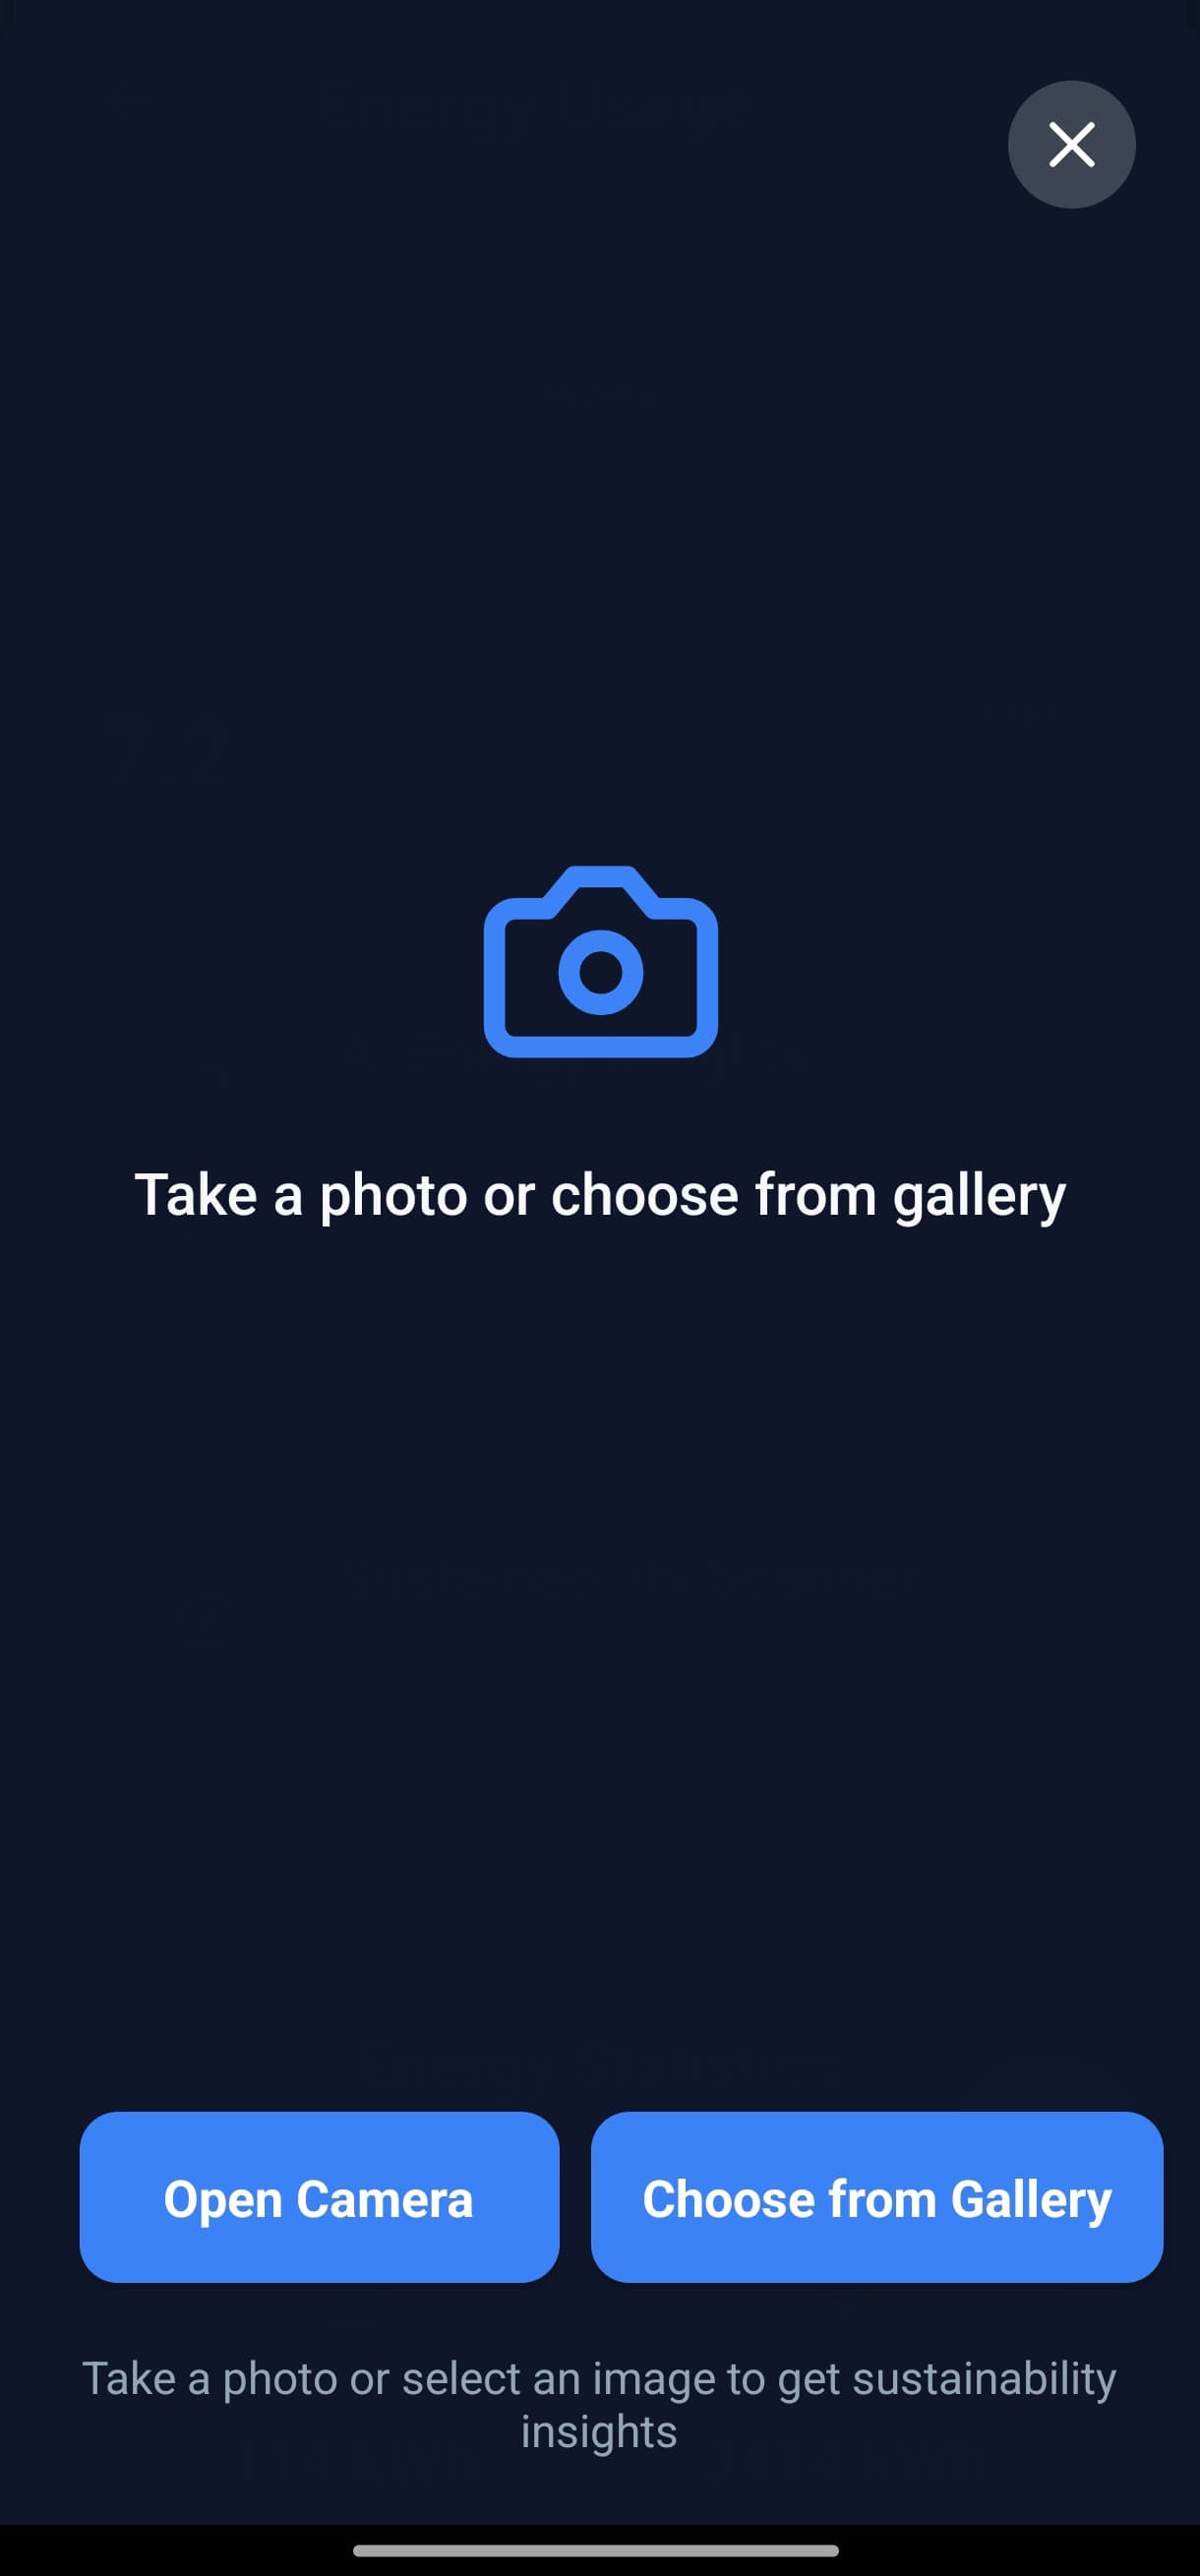 Take a photo or choose from gallery
Open Camera
Choose from Gallery
Take a photo or select an image to get sustainability
insights